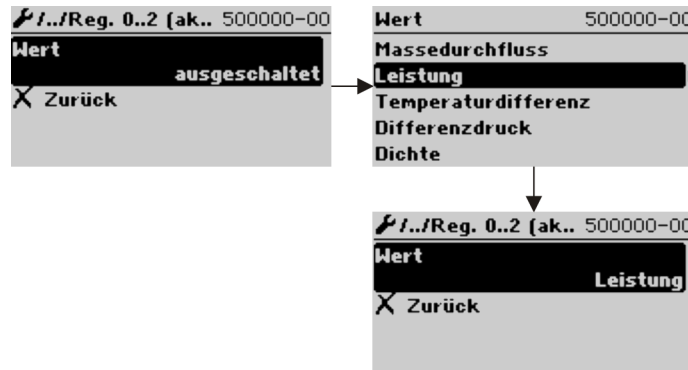 /../Reg. 0..2 (ak.. 500000-00
Wert
ausgeschaltet
X Zurück
Wert 500000-00
Massedurchfluss
Leistung
Temperaturdifferenz
Differenzdruck
Dichte
/../Reg. 0..2 (ak.. 500000-00
Wert
Leistung
X Zurück